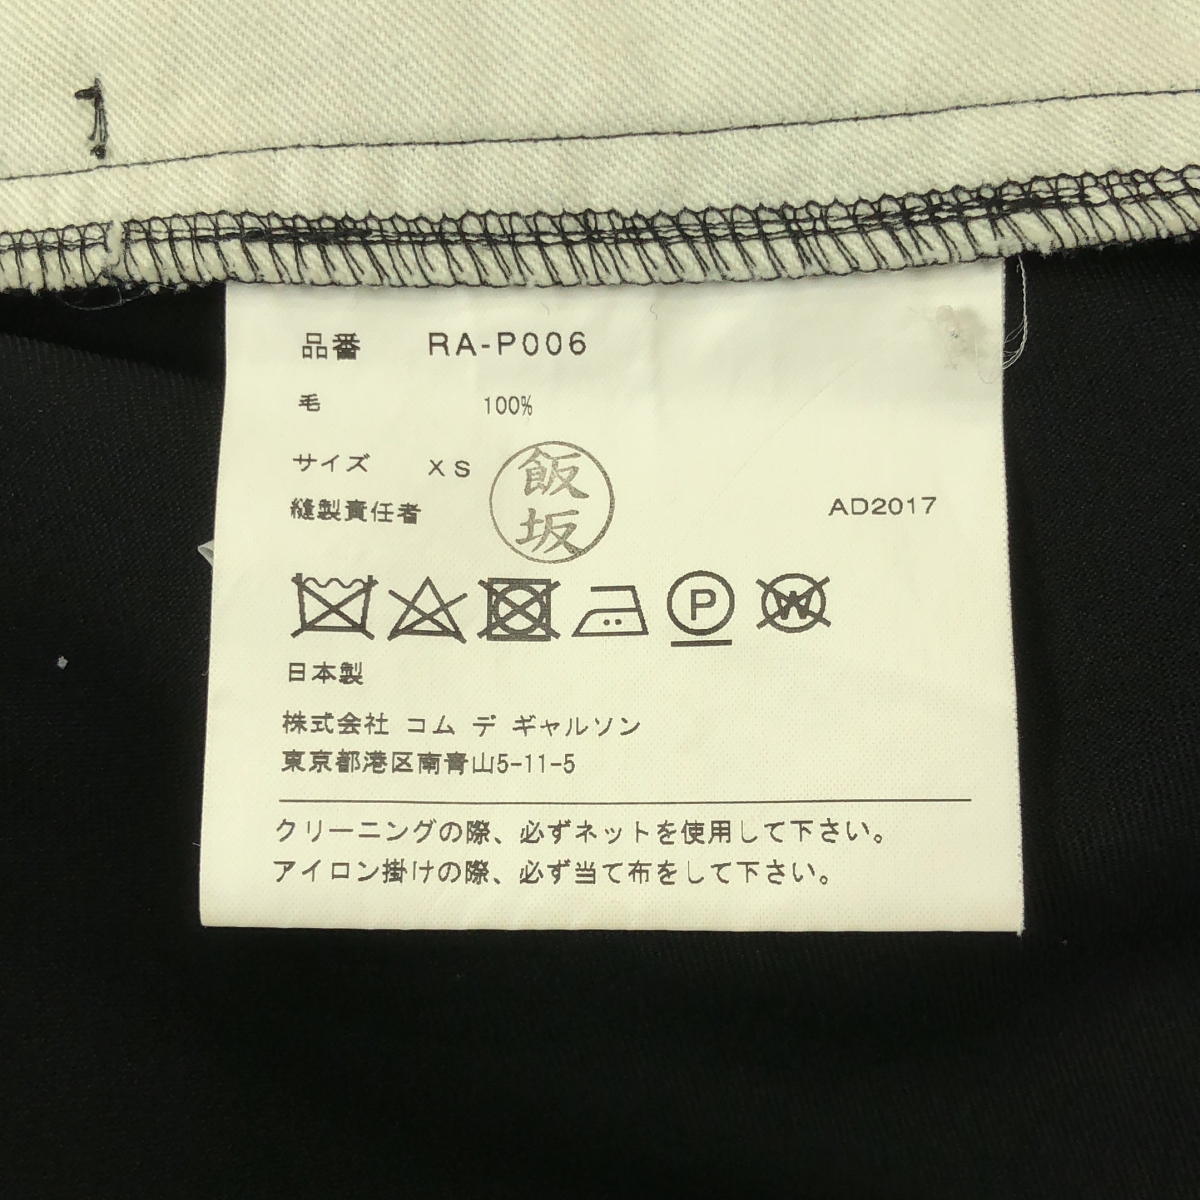 品番 RA-P006
毛 100%
サイズ XS
縫製責任者 飯坂 AD2017
P W
日本製
株式会社 コム デ ギャルソン
東京都港区南青山5-11-5
クリーニングの際、必ずネットを使用して下さい。
アイロン掛けの際、必ず当て布をして下さい。